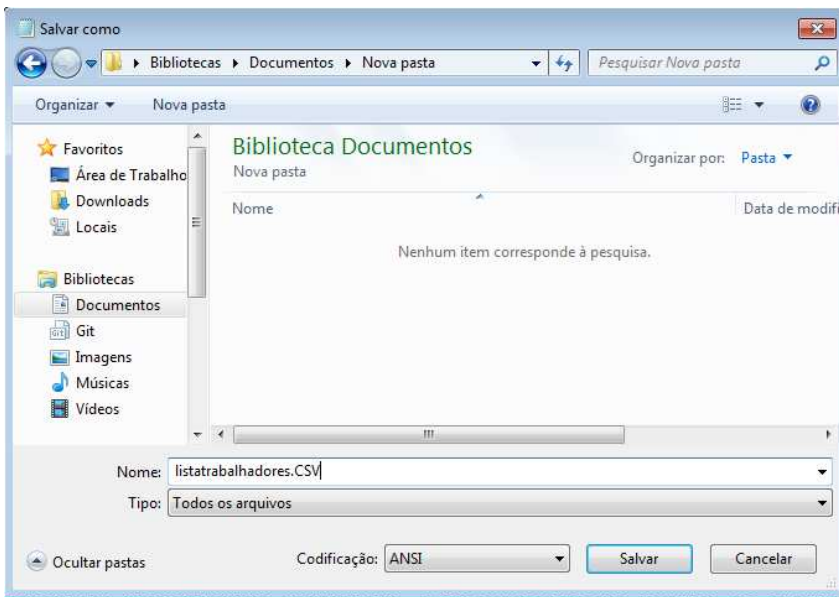 Salvar como
Bibliotecas Documentos Nova pasta
Pesquisar Nova pasta
Organizar Nova pasta
Favoritos
Área de Trabalho
Downloads
Locais
Bibliotecas
Documentos
Git
Imagens
Músicas
Vídeos
Biblioteca Documentos
Nova pasta
Organizar por: Pasta
Nome Data de modifi
Nenhum item corresponde à pesquisa.
Nome: listatrabalhadores.CSV
Tipo: Todos os arquivos
Ocultar pastas Codificação: ANSI Salvar Cancelar